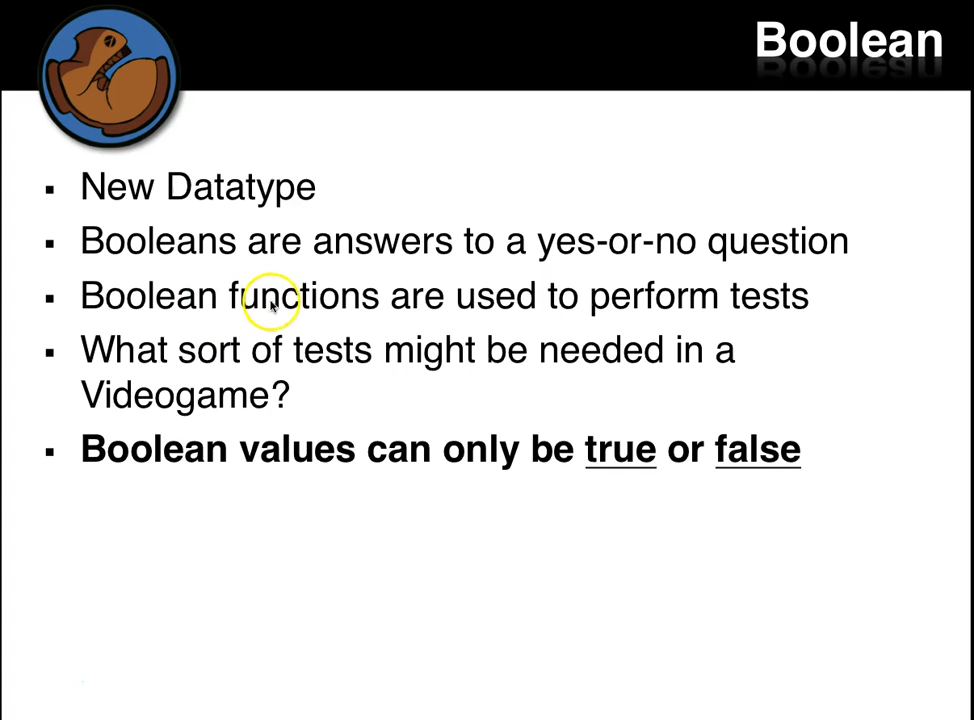 Boolean
▪ New Datatype
▪ Booleans are answers to a yes-or-no question
▪ Boolean functions are used to perform tests
▪ What sort of tests might be needed in a
Videogame?
▪ Boolean values can only be true or false